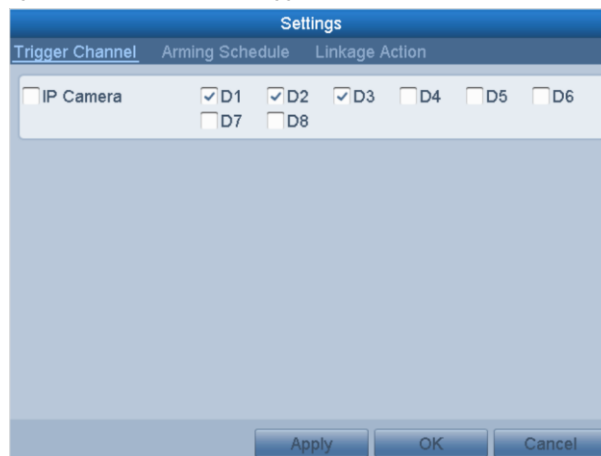 Settings
Trigger Channel Arming Schedule Linkage Action
IP Camera D1 D2 D3 D4 D5 D6
D7 D8
Apply OK Cancel